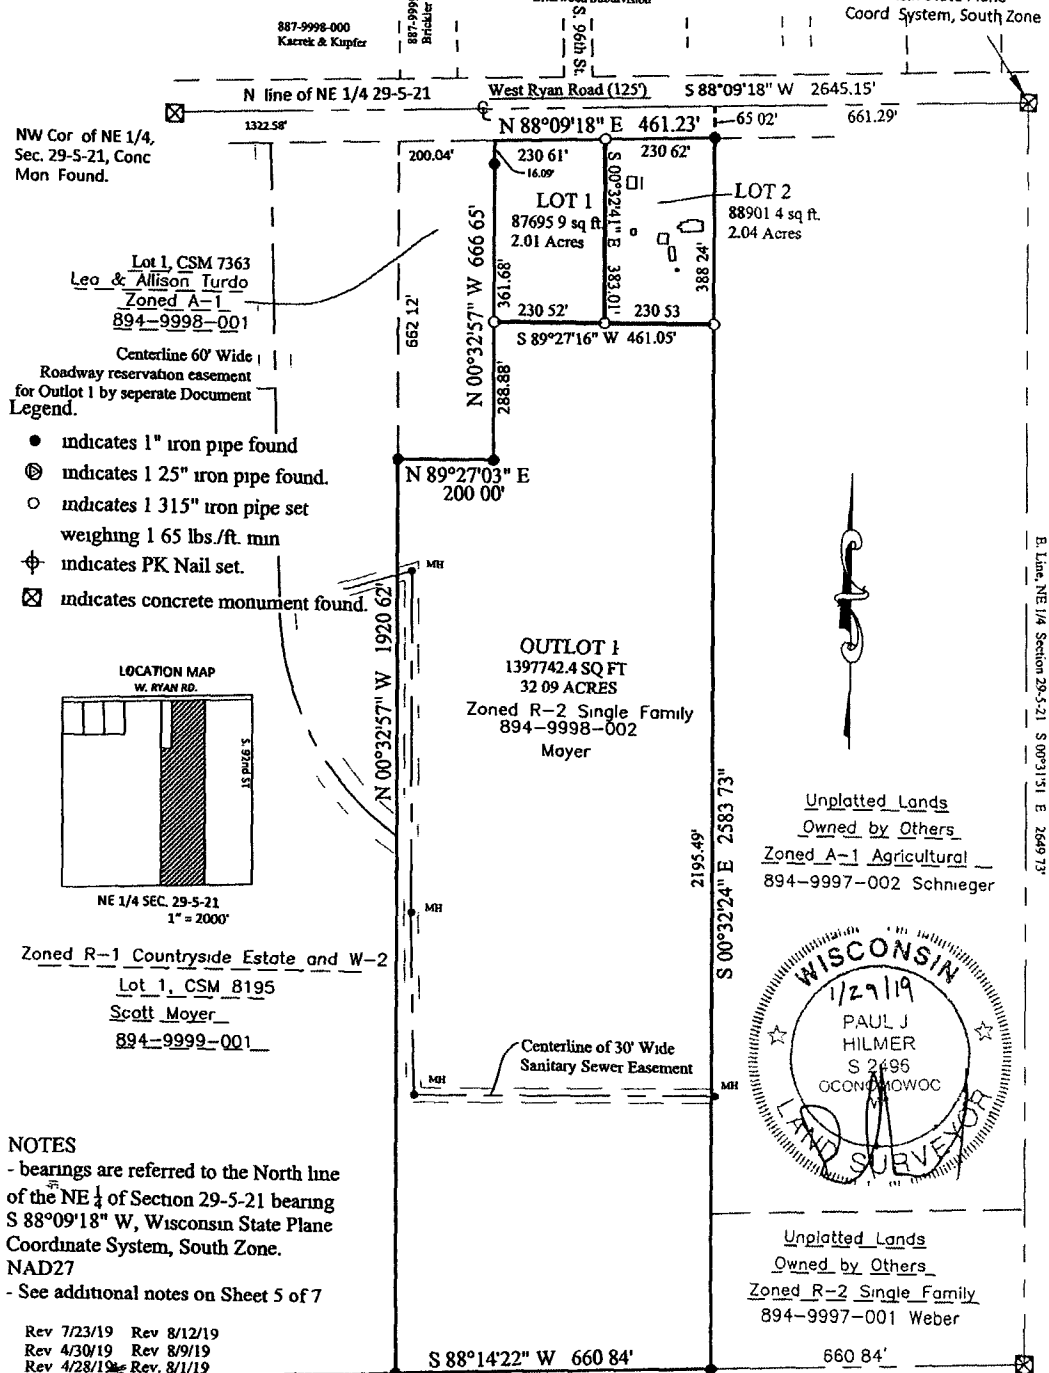 Coord System, South Zone
887-9998-000
Kaerek & Kupfer
887-9999
Brickler
S. 96th St.
N line of NE 1/4 29-5-21
West Ryan Road (125')
S 88°09'18" W 2645.15'
1322.58'
N 88°09'18" E 461.23'
65 02'
661.29'
NW Cor of NE 1/4,
Sec. 29-5-21, Conc
Mon Found.
200.04'
230 61'
230 62'
16.09'
LOT 1
87695 9 sq ft.
2.01 Acres
S 00°32'41" E 383.01'
LOT 2
88901 4 sq ft.
2.04 Acres
388 24'
N 00°32'57" W 666 65'
361.68'
662 12'
Lot 1, CSM 7363
Leo & Allison Turdo
Zoned A-1
894-9998-001
230 52'
230 53
S 89°27'16" W 461.05'
288.88'
Centerline 60' Wide
Roadway reservation easement
for Outlot 1 by seperate Document
Legend.
indicates 1" iron pipe found
indicates 1 25" iron pipe found.
indicates 1 315" iron pipe set
weighing 1 65 lbs./ft. min
indicates PK Nail set.
indicates concrete monument found.
N 89°27'03" E
200 00'
MH
N 00°32'57" W 1920 62'
OUTLOT 1
1397742.4 SQ FT
32 09 ACRES
Zoned R-2 Single Family
894-9998-002
Moyer
E. Line, NE 1/4 Section 29-5-21 S 00°31'51 E 2649 73'
LOCATION MAP
W. RYAN RD.
S. 92nd ST
NE 1/4 SEC. 29-5-21
1" = 2000'
2195.49'
S 00°32'24" E 2583 73"
Unplatted Lands
Owned by Others
Zoned A-1 Agricultural
894-9997-002 Schnieger
MH
Zoned R-1 Countryside Estate and W-2
Lot 1, CSM 8195
Scott Moyer
894-9999-001
WISCONSIN
1/29/19
PAUL J
HILMER
S 2496
OCONOMOWOC
LAND SURVEYOR
Centerline of 30' Wide
Sanitary Sewer Easement
MH
MH
NOTES
- bearings are referred to the North line
of the NE 1/4 of Section 29-5-21 bearing
S 88°09'18" W, Wisconsin State Plane
Coordinate System, South Zone.
NAD27
- See additional notes on Sheet 5 of 7
Unplatted Lands
Owned by Others
Zoned R-2 Single Family
894-9997-001 Weber
Rev 7/23/19 Rev 8/12/19
Rev 4/30/19 Rev 8/9/19
Rev 4/28/19 Rev. 8/1/19
S 88°14'22" W 660 84'
660 84'